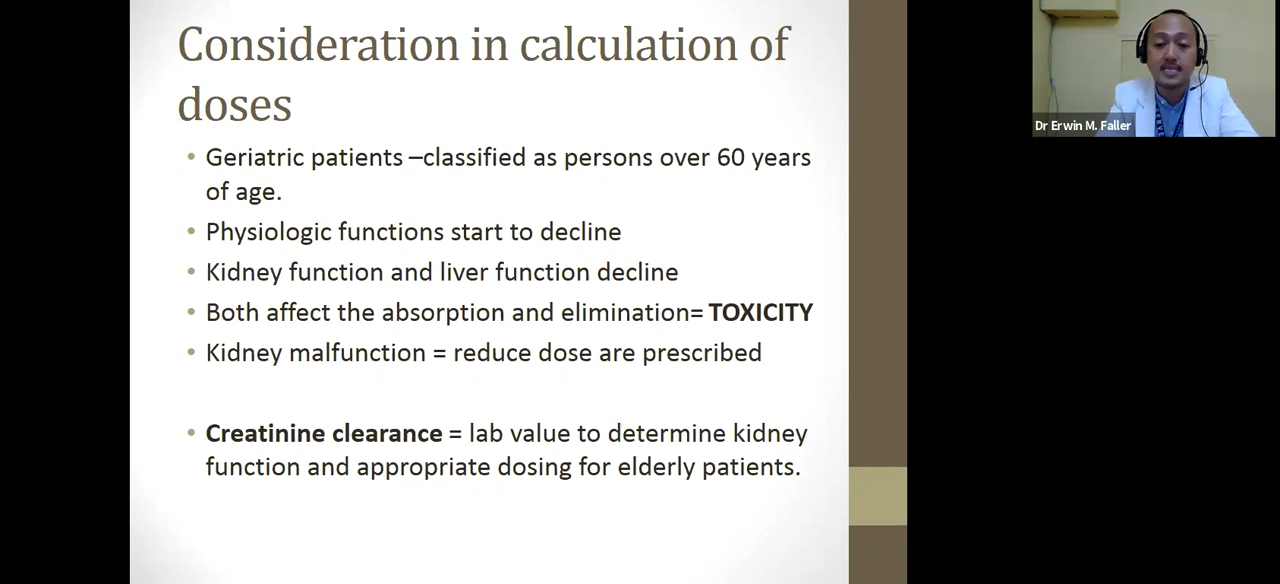 Consideration in calculation of
doses
• Geriatric patients –classified as persons over 60 years
of age.
• Physiologic functions start to decline
• Kidney function and liver function decline
• Both affect the absorption and elimination= TOXICITY
• Kidney malfunction = reduce dose are prescribed
• Creatinine clearance = lab value to determine kidney
function and appropriate dosing for elderly patients.
Dr Erwin M. Faller